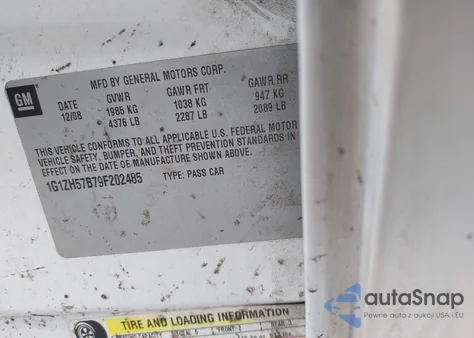 MFD BY GENERAL MOTORS CORP.
GM
DATE GVWR GAWR FRT GAWR RR
12/08 1985 KG 1038 KG 947 KG
4376 LB 2287 LB 2089 LB
THIS VEHICLE CONFORMS TO ALL APPLICABLE U.S. FEDERAL MOTOR
VEHICLE SAFETY, BUMPER, AND THEFT PREVENTION STANDARDS IN
EFFECT ON THE DATE OF MANUFACTURE SHOWN ABOVE.
1G1ZH57B79F202485 TYPE: PASS CAR
TIRE AND LOADING INFORMATION
SEATING CAPACITY
autaSnap
Pewne auta z aukcji USA i EU